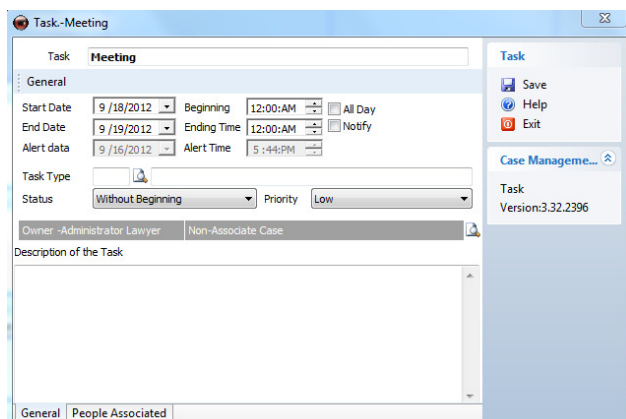 Task.-Meeting
Task Meeting
General
Start Date 9 /18/2012 Beginning 12:00:AM All Day
End Date 9 /19/2012 Ending Time 12:00:AM Notify
Alert data 9 /16/2012 Alert Time 5 :44:PM
Task Type
Status Without Beginning Priority Low
Owner -Administrator Lawyer Non-Associate Case
Description of the Task
General People Associated
Task
Save
Help
Exit
Case Manageme...
Task
Version:3.32.2396